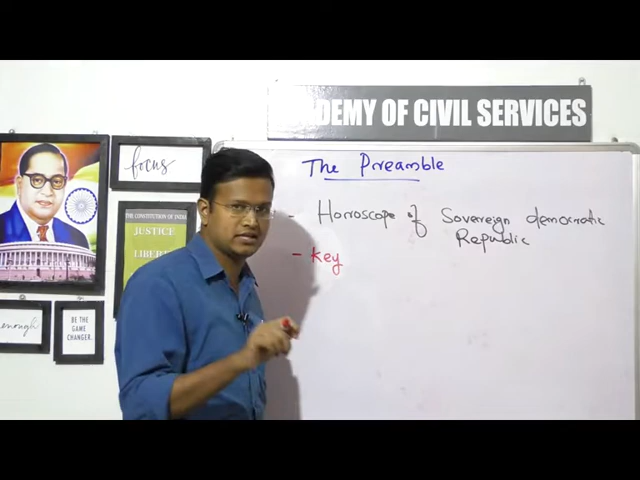 DEMY OF CIVIL SERVICES
focus
The Preamble
THE CONSTITUTION OF INDIA
JUSTICE
- Horroscope of Sovereign democratic
Republic
- key
enough
BE THE
GAME
CHANGER.